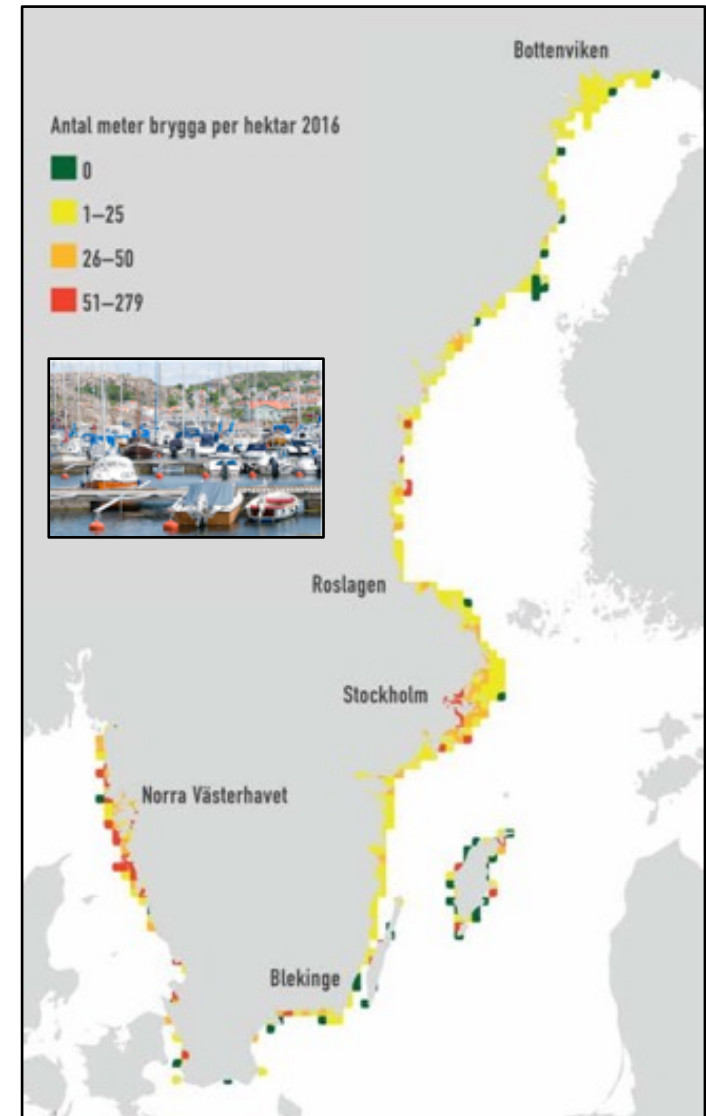 Bottenviken
Antal meter brygga per hektar 2016
0
1–25
26–50
51–279
Roslagen
Stockholm
Norra Västerhavet
Blekinge